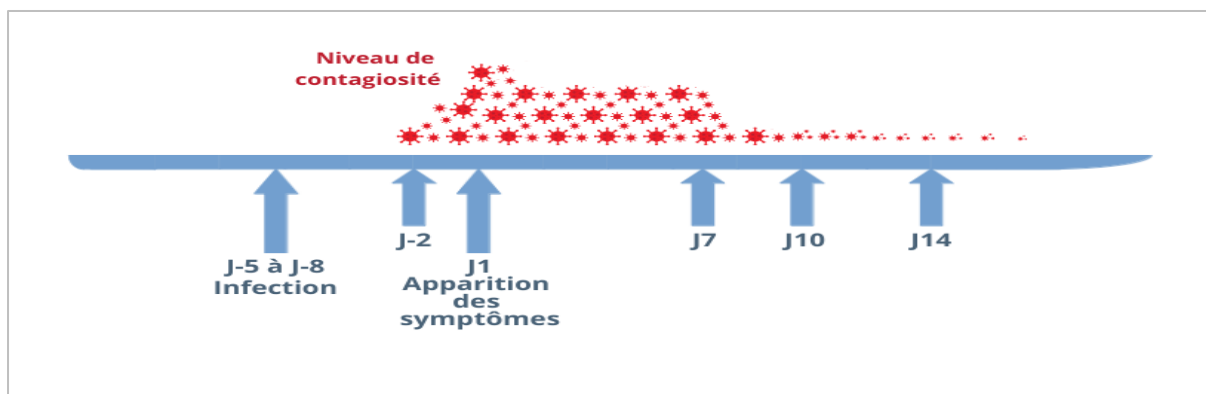 Niveau de
contagiosité
J-2
J7
J10
J14
J-5 à J-8
Infection
J1
Apparition
des
symptômes